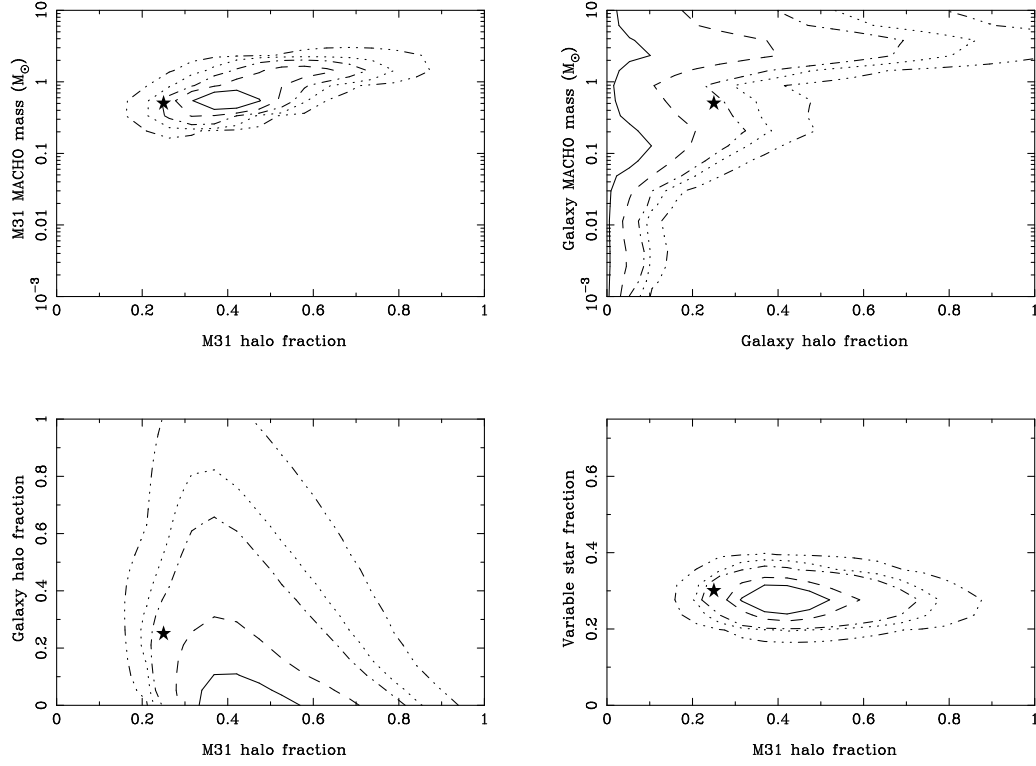 M31 MACHO mass (M⊙)
10
1
0.1
0.01
10⁻³
0 0.2 0.4 0.6 0.8 1
M31 halo fraction
Galaxy MACHO mass (M⊙)
10
1
0.1
0.01
10⁻³
0 0.2 0.4 0.6 0.8 1
Galaxy halo fraction
Galaxy halo fraction
1
0.8
0.6
0.4
0.2
0
0 0.2 0.4 0.6 0.8 1
M31 halo fraction
Variable star fraction
0.6
0.4
0.2
0
0 0.2 0.4 0.6 0.8 1
M31 halo fraction